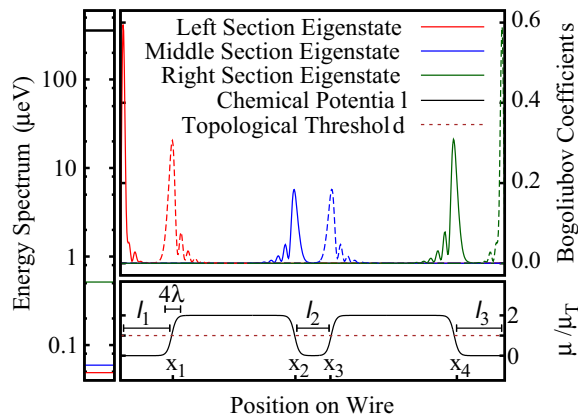 Left Section Eigenstate
Middle Section Eigenstate
Right Section Eigenstate
Chemical Potentia l
Topological Threshol d
Energy Spectrum (μeV)
100
10
1
0.1
Bogoliubov Coefficients
0.6
0.4
0.2
0.0
4λ
l1
l2
l3
x1
x2
x3
x4
2
0
μ/μT
Position on Wire